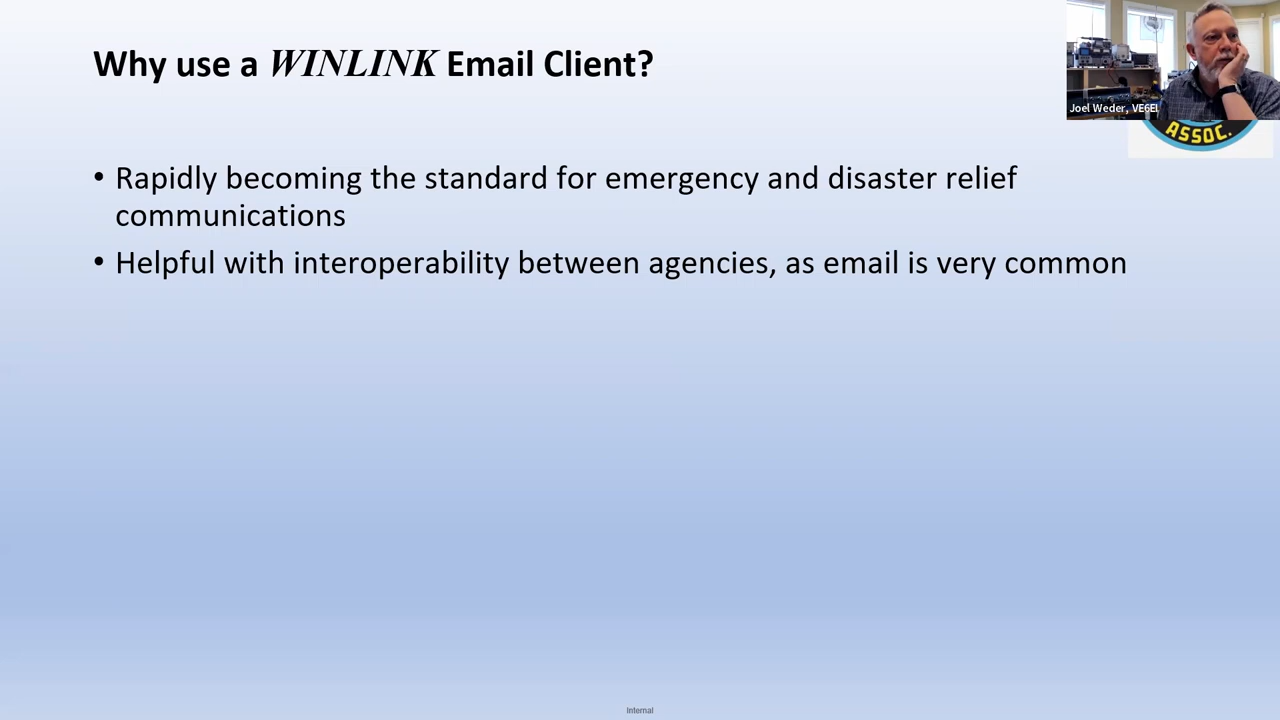 Why use a WINLINK Email Client?
Joel Weder, VE6EI
ASSOC.
• Rapidly becoming the standard for emergency and disaster relief
communications
• Helpful with interoperability between agencies, as email is very common
Internal